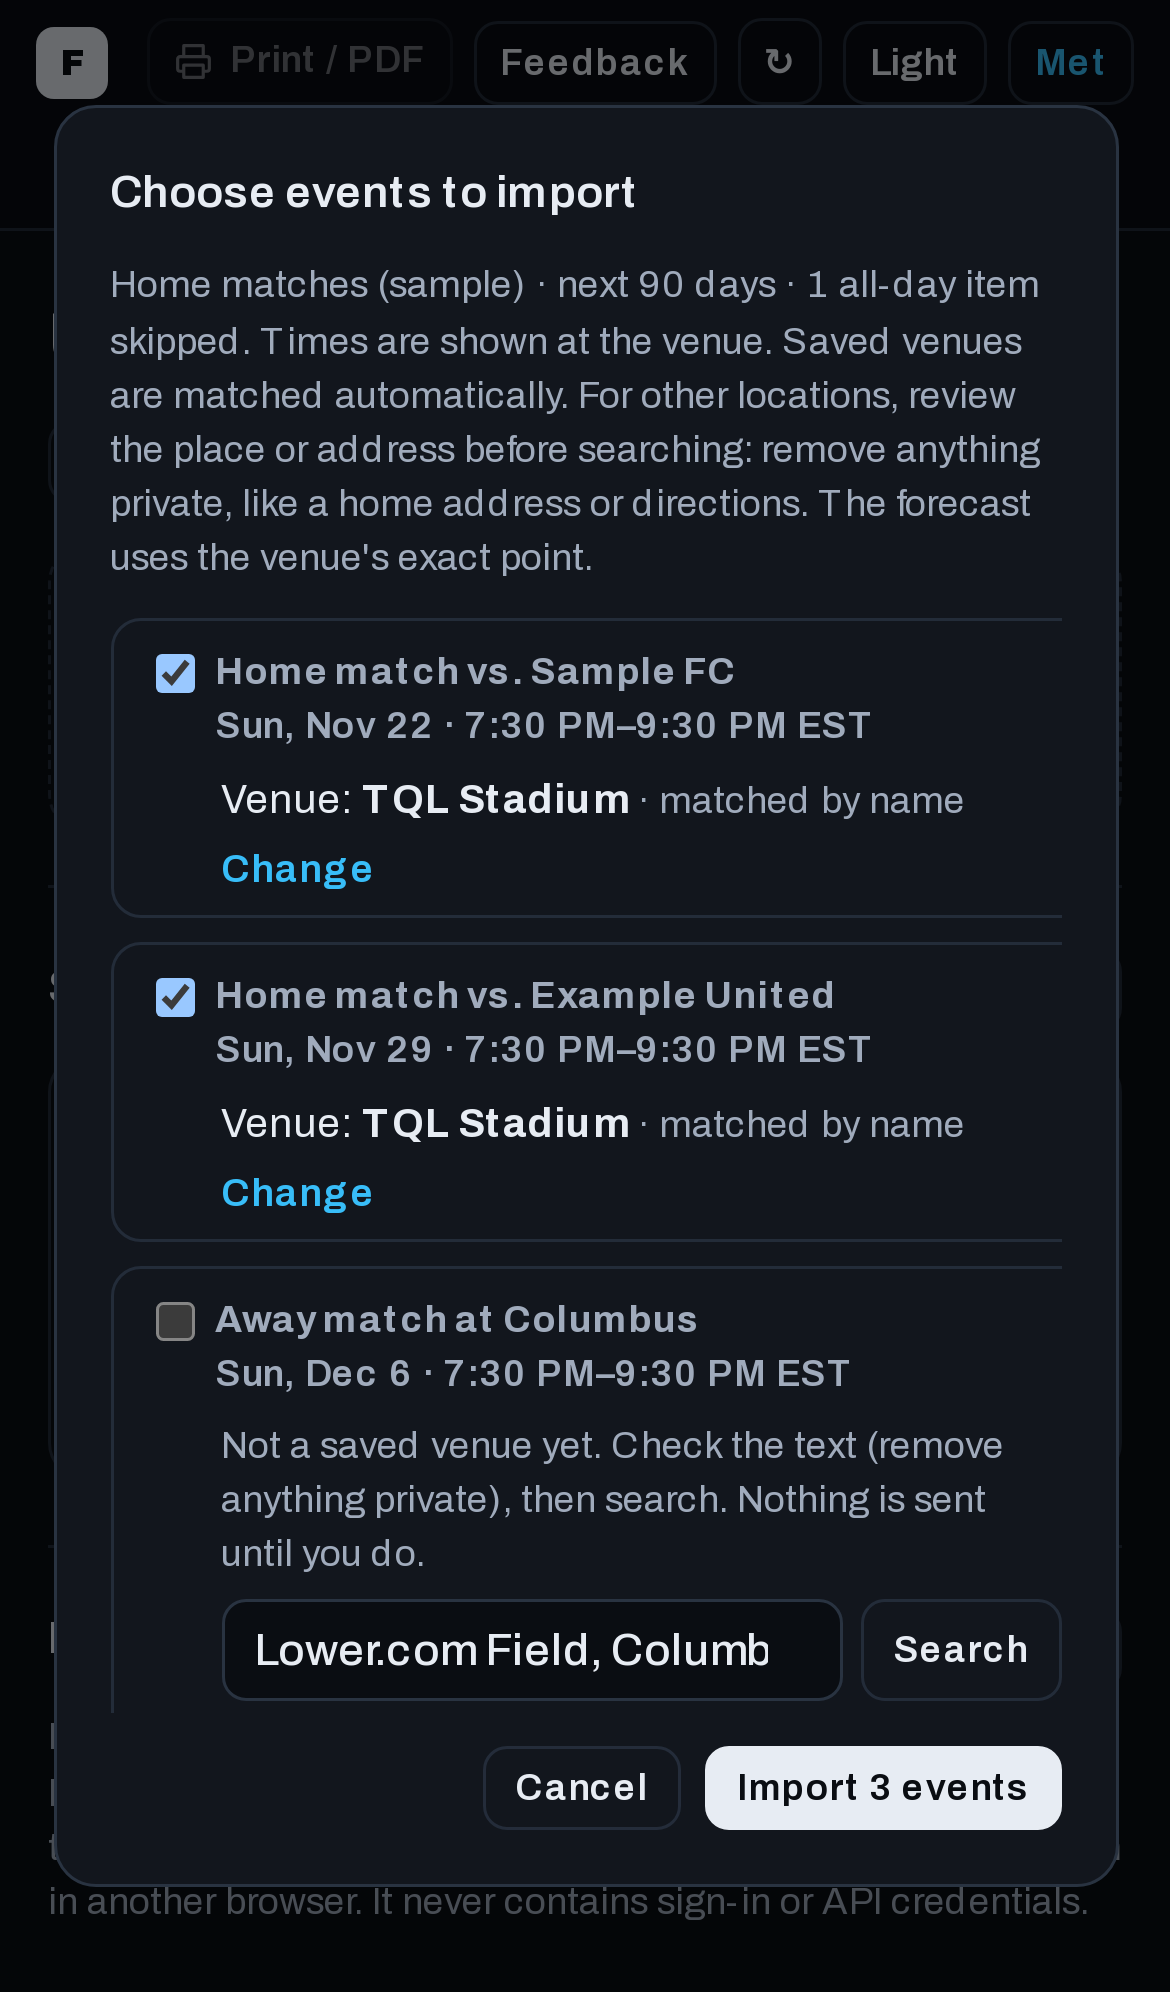 F
Print / PDF
Feedback
↻
Light
Met
Choose events to import
Home matches (sample) · next 90 days · 1 all-day item
skipped. Times are shown at the venue. Saved venues
are matched automatically. For other locations, review
the place or address before searching: remove anything
private, like a home address or directions. The forecast
uses the venue's exact point.
Home match vs. Sample FC
Sun, Nov 22 · 7:30 PM–9:30 PM EST
Venue: TQL Stadium · matched by name
Change
Home match vs. Example United
Sun, Nov 29 · 7:30 PM–9:30 PM EST
Venue: TQL Stadium · matched by name
Change
Away match at Columbus
Sun, Dec 6 · 7:30 PM–9:30 PM EST
Not a saved venue yet. Check the text (remove
anything private), then search. Nothing is sent
until you do.
Lower.com Field, Columb
Search
Cancel
Import 3 events
in another browser. It never contains sign-in or API credentials.